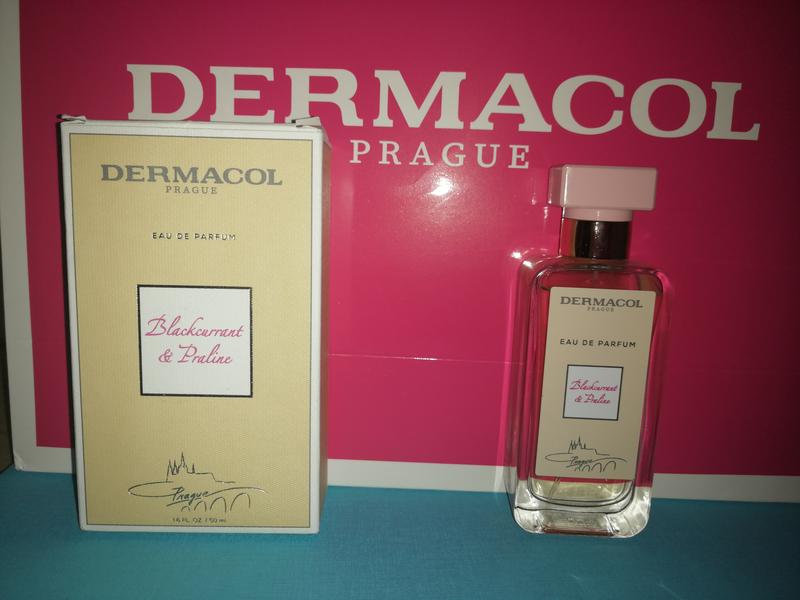 DERMACOL
PRAGUE
DERMACOL
PRAGUE
EAU DE PARFUM
Blackcurrant
& Praline
Prague
1.6 FL. OZ. / 50 ml
DERMACOL
PRAGUE
EAU DE PARFUM
Blackcurrant
& Praline
Prague